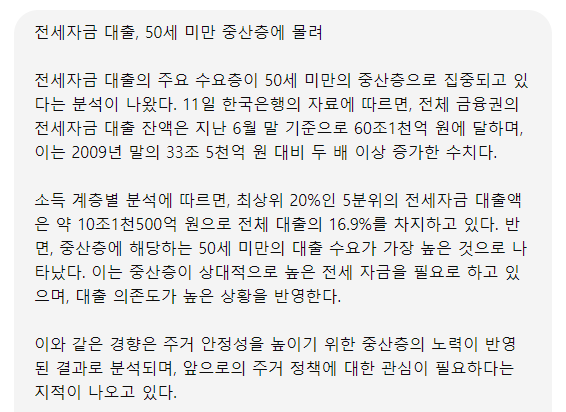 전세자금 대출, 50세 미만 중산층에 몰려
전세자금 대출의 주요 수요층이 50세 미만의 중산층으로 집중되고 있
다는 분석이 나왔다. 11일 한국은행의 자료에 따르면, 전체 금융권의
전세자금 대출 잔액은 지난 6월 말 기준으로 60조1천억 원에 달하며,
이는 2009년 말의 33조 5천억 원 대비 두 배 이상 증가한 수치다.
소득 계층별 분석에 따르면, 최상위 20%인 5분위의 전세자금 대출액
은 약 10조1천500억 원으로 전체 대출의 16.9%를 차지하고 있다. 반
면, 중산층에 해당하는 50세 미만의 대출 수요가 가장 높은 것으로 나
타났다. 이는 중산층이 상대적으로 높은 전세 자금을 필요로 하고 있
으며, 대출 의존도가 높은 상황을 반영한다.
이와 같은 경향은 주거 안정성을 높이기 위한 중산층의 노력이 반영
된 결과로 분석되며, 앞으로의 주거 정책에 대한 관심이 필요하다는
지적이 나오고 있다.